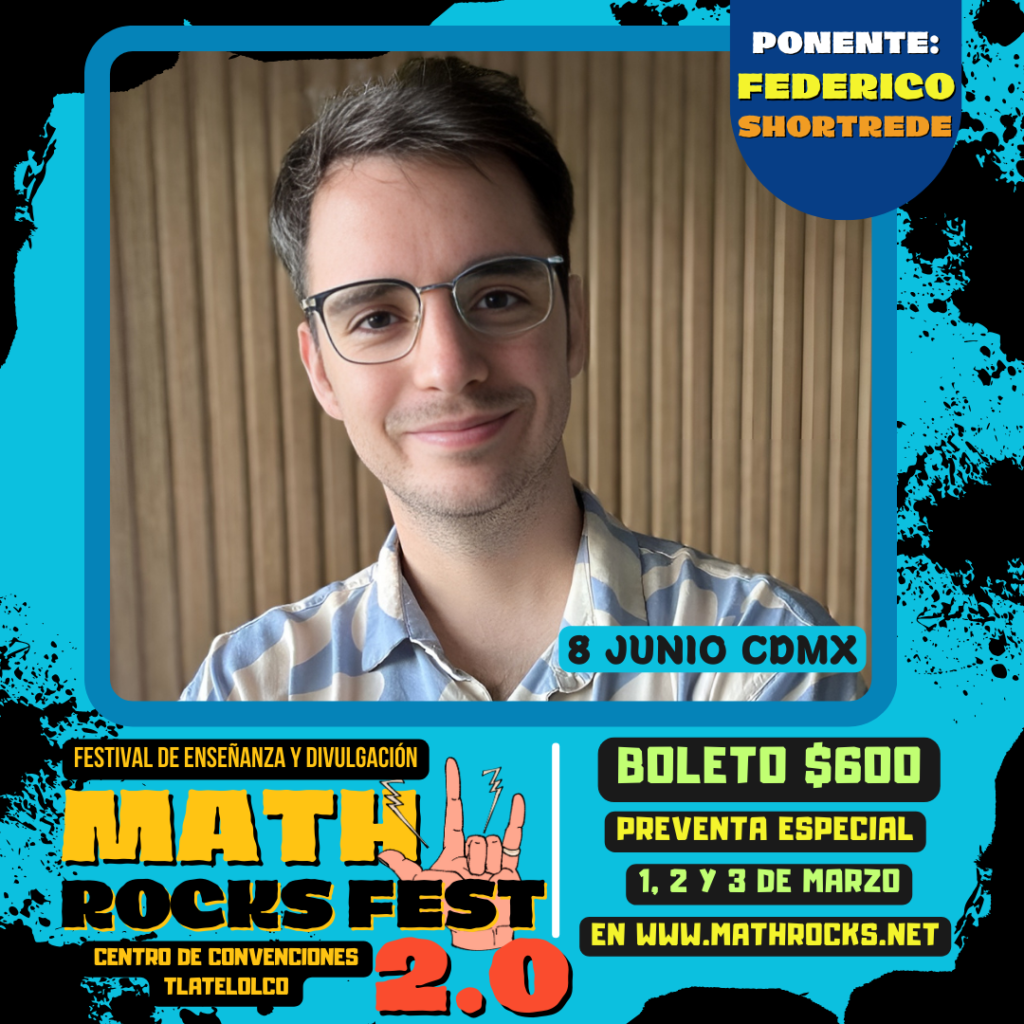 PONENTE:
FEDERICO
SHORTREDE
8 JUNIO CDMX
FESTIVAL DE ENSEÑANZA Y DIVULGACIÓN
MATH
ROCKS FEST
2.0
CENTRO DE CONVENCIONES
TLATELOLCO
BOLETO $600
PREVENTA ESPECIAL
1, 2 Y 3 DE MARZO
EN WWW.MATHROCKS.NET